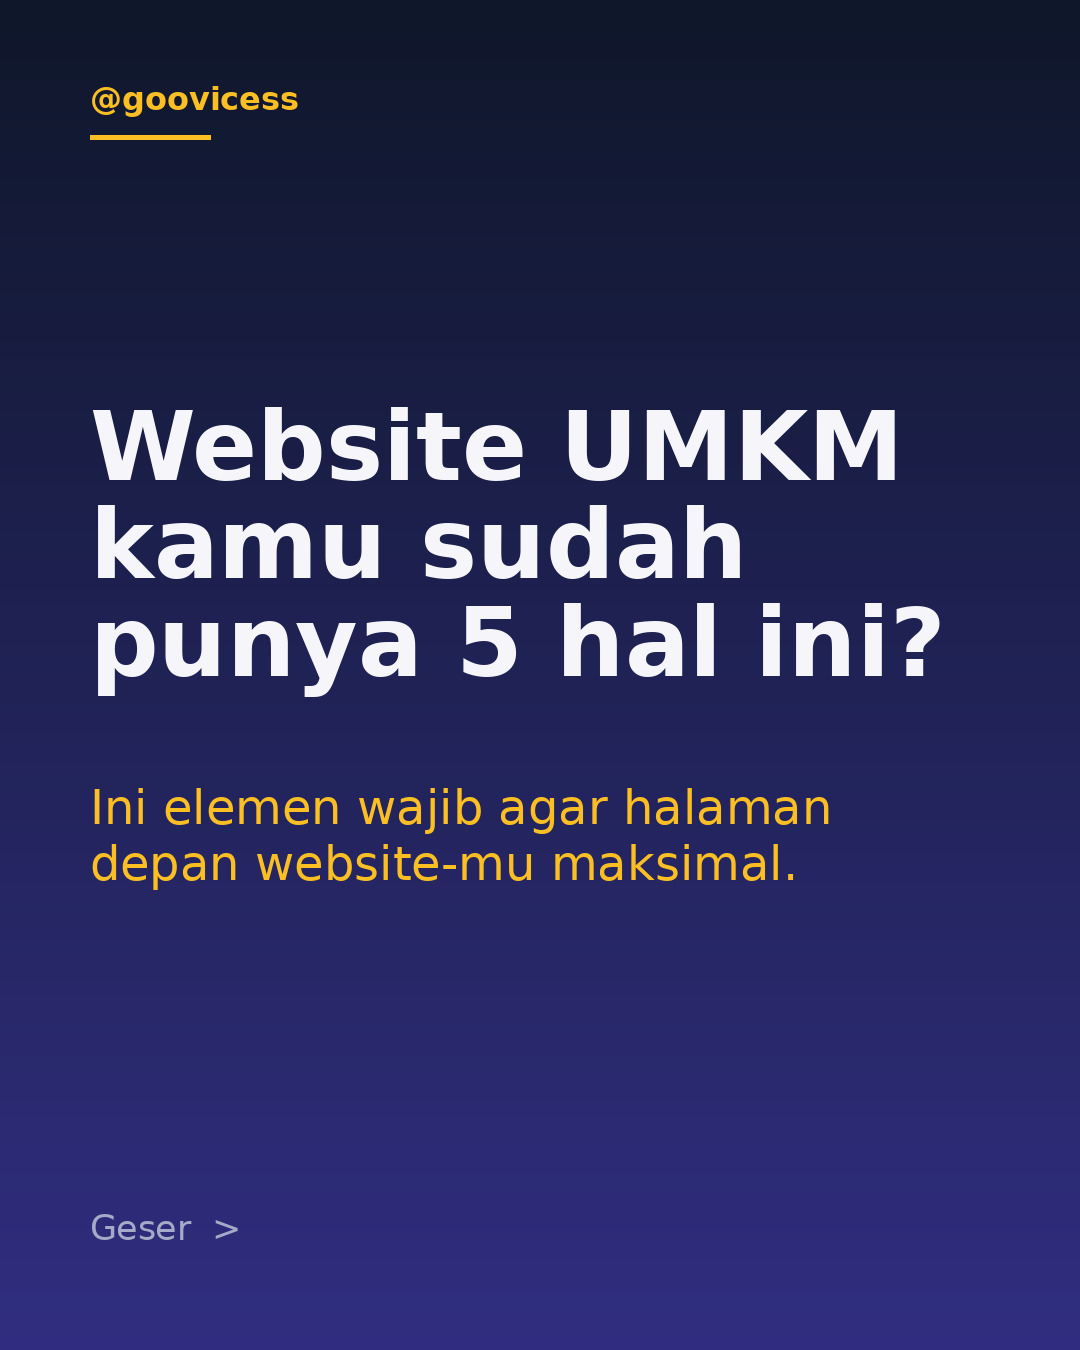 @goovicess
Website UMKM
kamu sudah
punya 5 hal ini?
Ini elemen wajib agar halaman
depan website-mu maksimal.
Geser >